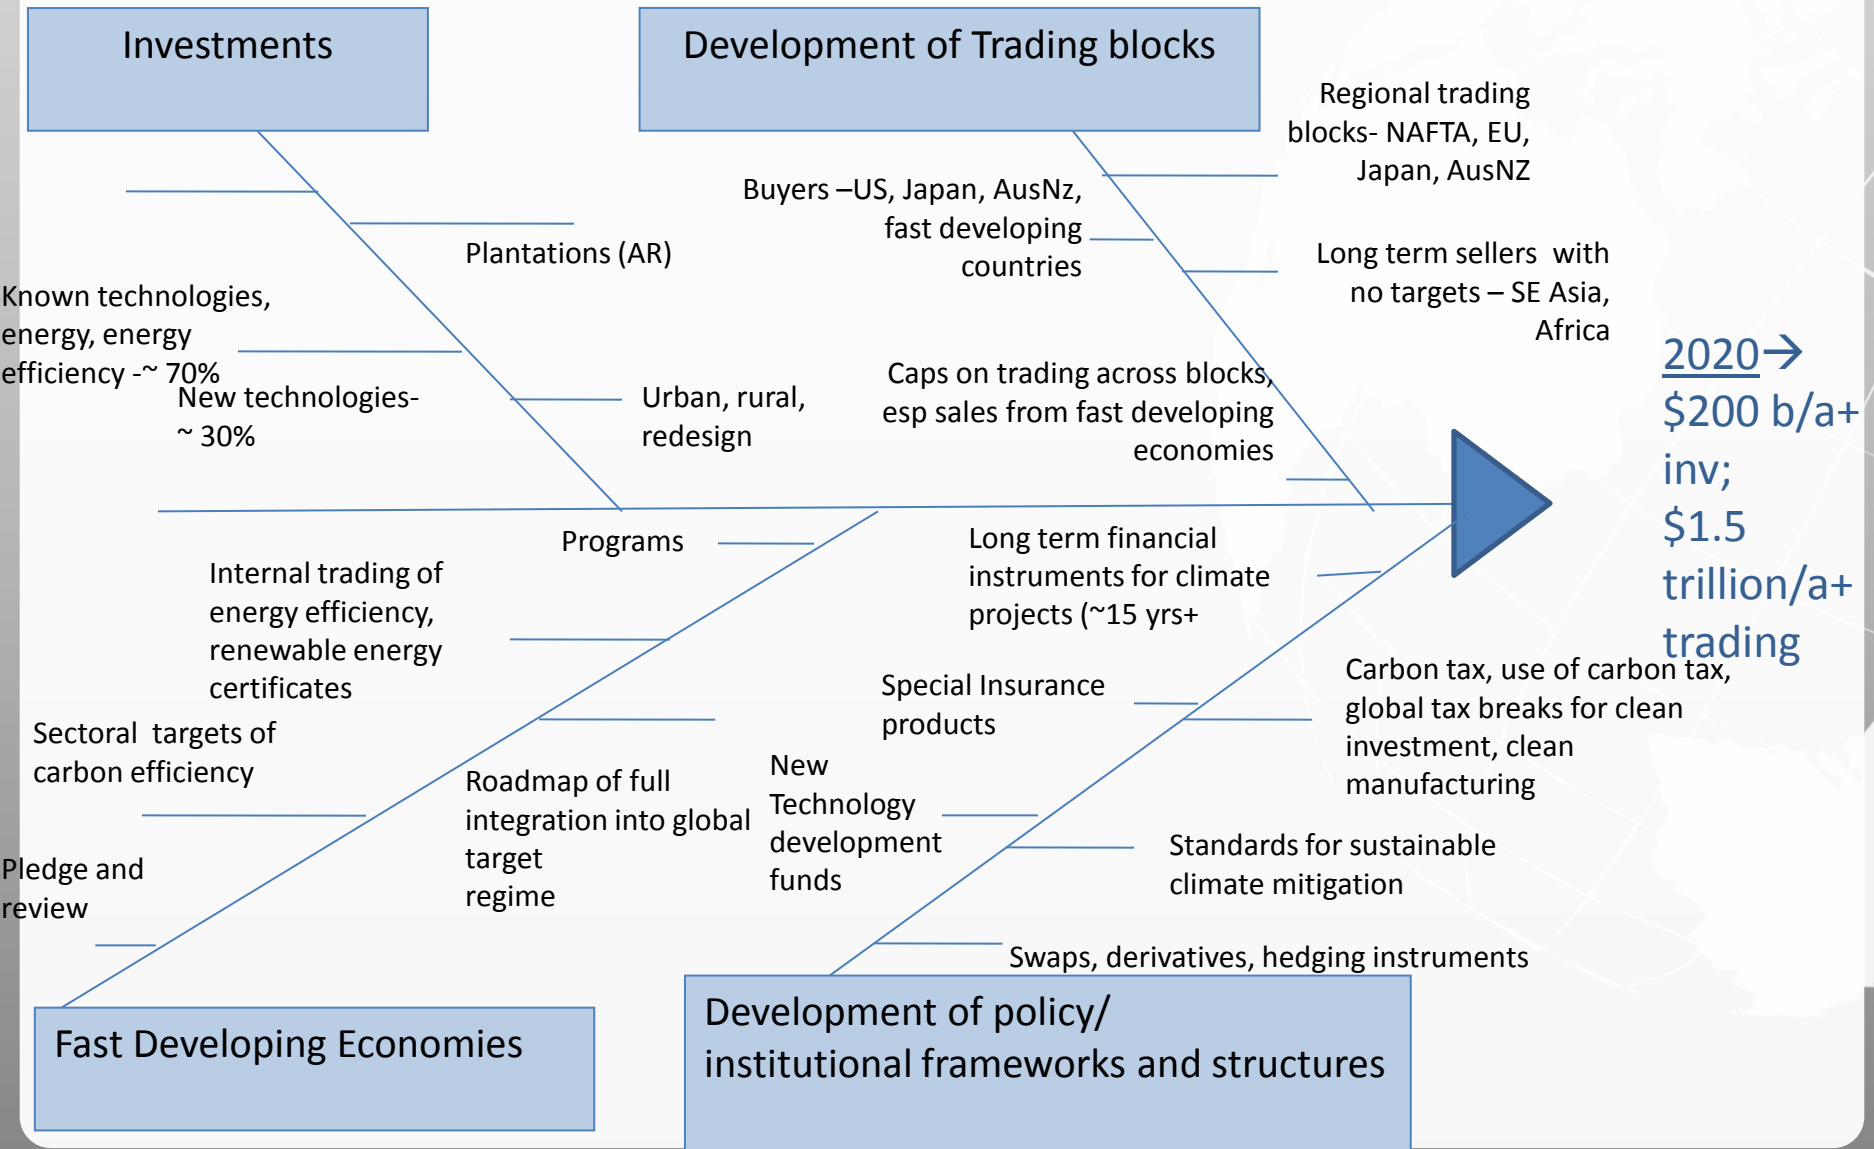 Investments
Development of Trading blocks
Regional trading
blocks- NAFTA, EU,
Japan, AusNZ
Buyers –US, Japan, AusNz,
fast developing
countries
Plantations (AR)
Long term sellers  with
no targets – SE Asia,
Africa
Known technologies,
energy, energy
efficiency -~ 70%
New technologies-
~ 30%
Urban, rural,
redesign
Caps on trading across blocks,
esp sales from fast developing
economies
2020→
$200 b/a+
inv;
$1.5
trillion/a+
trading
Programs
Long term financial
instruments for climate
projects (~15 yrs+
Internal trading of
energy efficiency,
renewable energy
certificates
Special Insurance
products
Carbon tax, use of carbon tax,
global tax breaks for clean
investment, clean
manufacturing
Sectoral  targets of
carbon efficiency
Roadmap of full
integration into global
target
regime
New
Technology
development
funds
Standards for sustainable
climate mitigation
Pledge and
review
Swaps, derivatives, hedging instruments
Fast Developing Economies
Development of policy/
institutional frameworks and structures